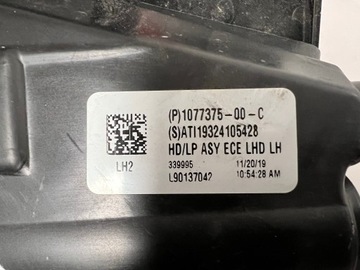 (P)1077375-00-C
(S)ATI19324105428
HD/LP ASY ECE LHD LH
LH2
339995 11/20/19
L90137042 10:54:28 AM